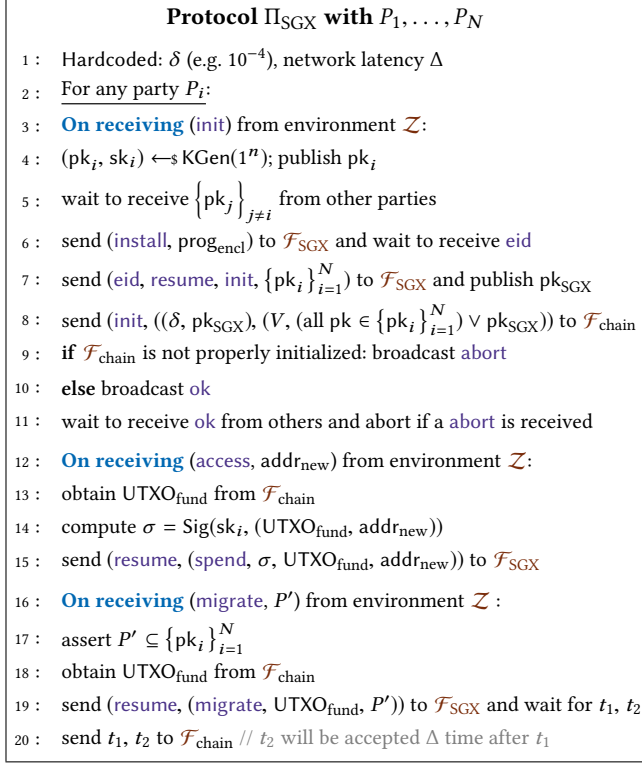 Protocol Π_SGX with P_1, . . . , P_N
1 : Hardcoded: δ (e.g. 10^{-4}), network latency Δ
2 : For any party P_i:
3 : On receiving (init) from environment 𝒵:
4 : (pk_i, sk_i) ←$ KGen(1^n); publish pk_i
5 : wait to receive {pk_j}_{j≠i} from other parties
6 : send (install, prog_encl) to ℱ_SGX and wait to receive eid
7 : send (eid, resume, init, {pk_i}_{i=1}^N) to ℱ_SGX and publish pk_SGX
8 : send (init, ((δ, pk_SGX), (V, (all pk ∈ {pk_i}_{i=1}^N) ∨ pk_SGX)) to ℱ_chain
9 : if ℱ_chain is not properly initialized: broadcast abort
10 : else broadcast ok
11 : wait to receive ok from others and abort if a abort is received
12 : On receiving (access, addr_new) from environment 𝒵:
13 : obtain UTXO_fund from ℱ_chain
14 : compute σ = Sig(sk_i, (UTXO_fund, addr_new))
15 : send (resume, (spend, σ, UTXO_fund, addr_new)) to ℱ_SGX
16 : On receiving (migrate, P′) from environment 𝒵 :
17 : assert P′ ⊆ {pk_i}_{i=1}^N
18 : obtain UTXO_fund from ℱ_chain
19 : send (resume, (migrate, UTXO_fund, P′)) to ℱ_SGX and wait for t_1, t_2
20 : send t_1, t_2 to ℱ_chain // t_2 will be accepted Δ time after t_1